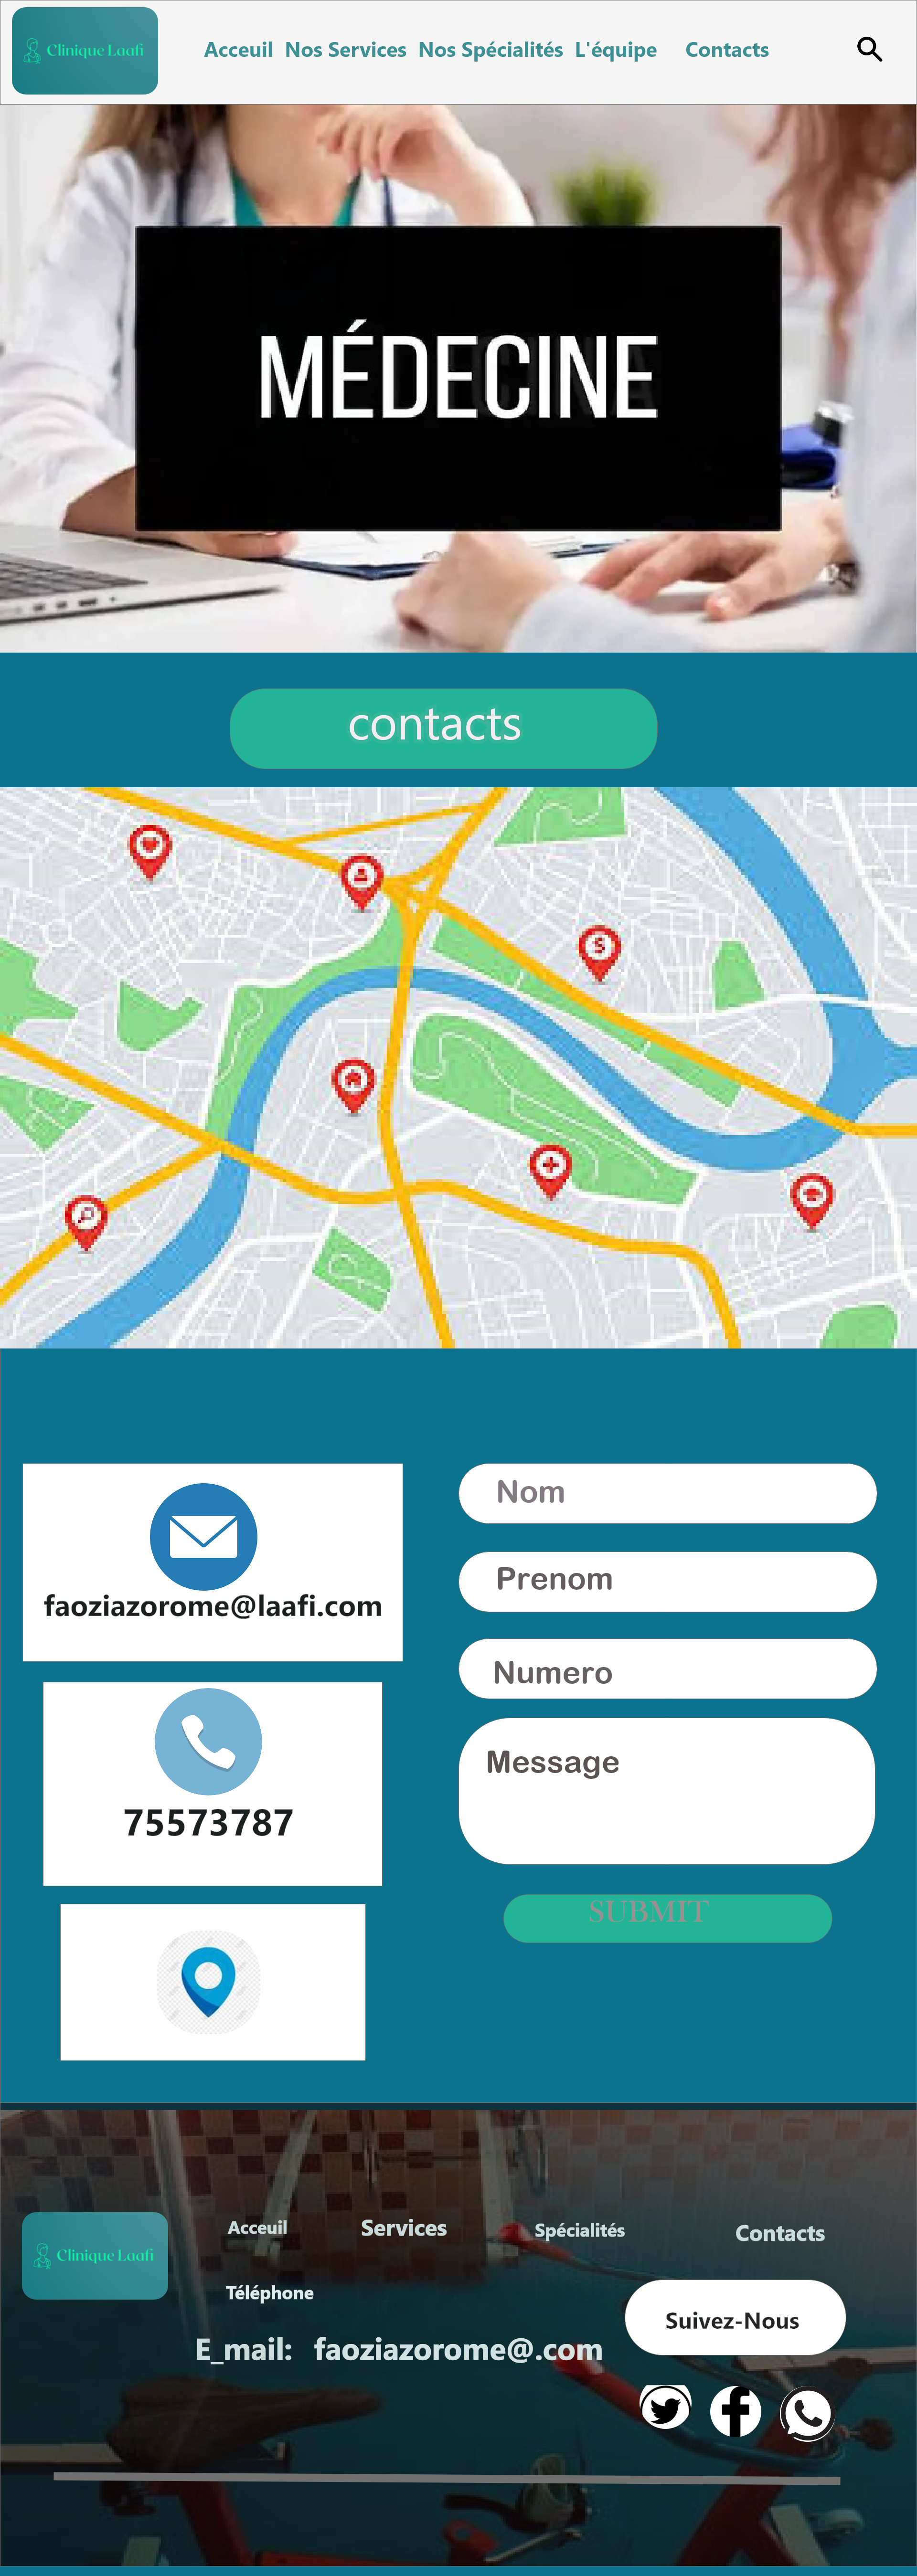 Clinique Laafi
Acceuil Nos Services Nos Spécialités L'équipe Contacts
MÉDECINE
contacts
$
faoziazorome@laafi.com
75573787
Nom
Prenom
Numero
Message
SUBMIT
Clinique Laafi
Acceuil Services Spécialités Contacts
Téléphone
Suivez-Nous
E_mail: faoziazorome@.com